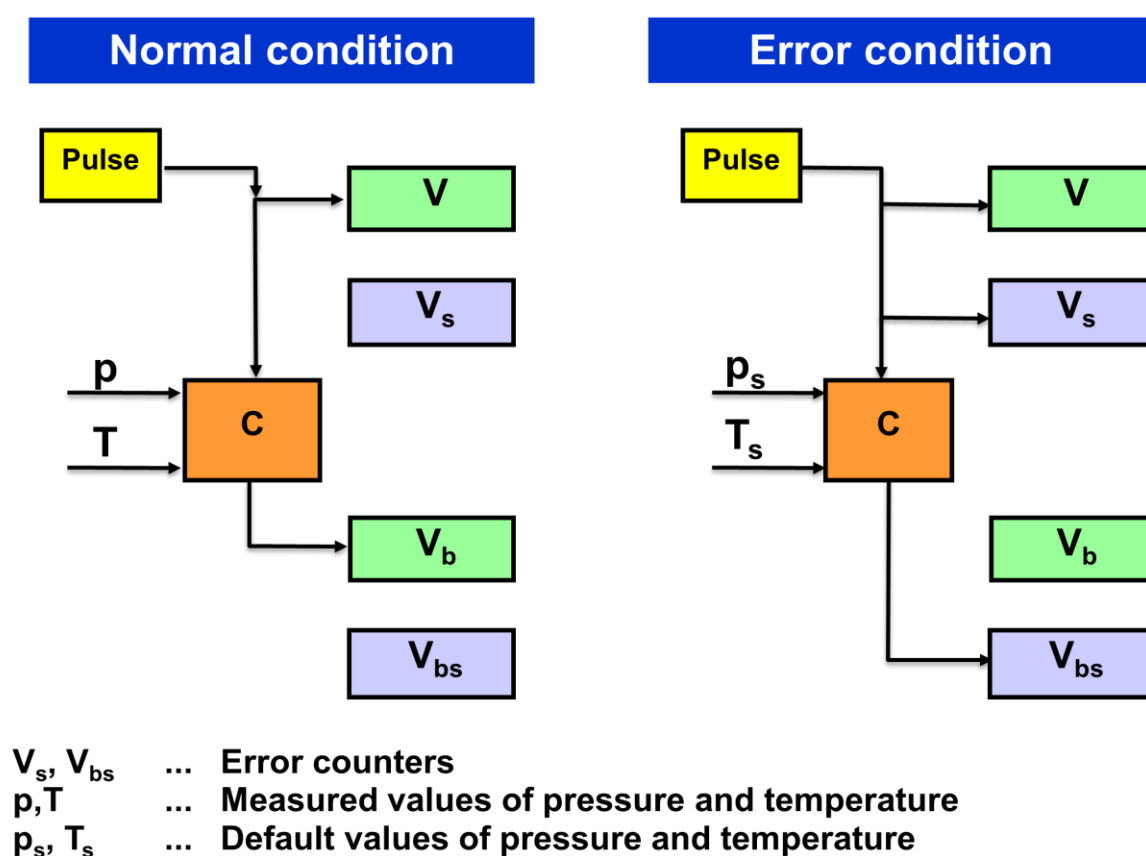 Normal condition
Error condition
Pulse
V
Vs
p
T
C
Vb
Vbs
Pulse
V
Vs
ps
Ts
C
Vb
Vbs
Vs, Vbs ... Error counters
p,T ... Measured values of pressure and temperature
ps, Ts ... Default values of pressure and temperature